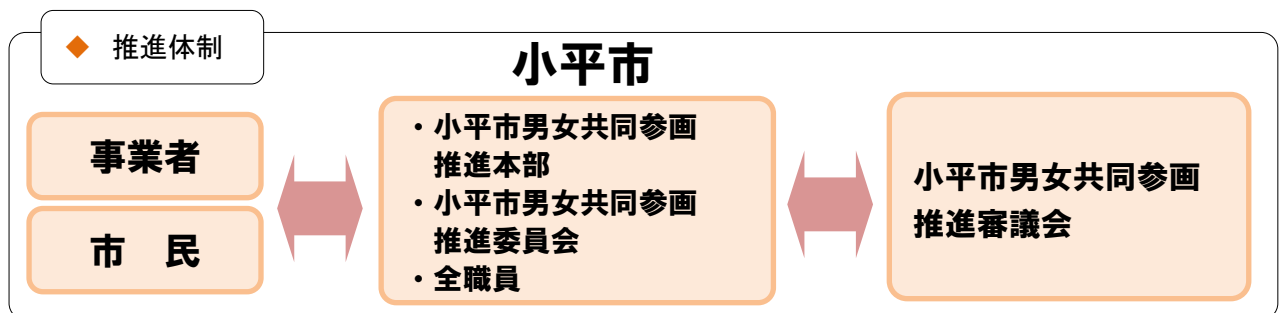 ◆ 推進体制
小平市
事業者
市 民
・小平市男女共同参画
推進本部
・小平市男女共同参画
推進委員会
・全職員
小平市男女共同参画
推進審議会